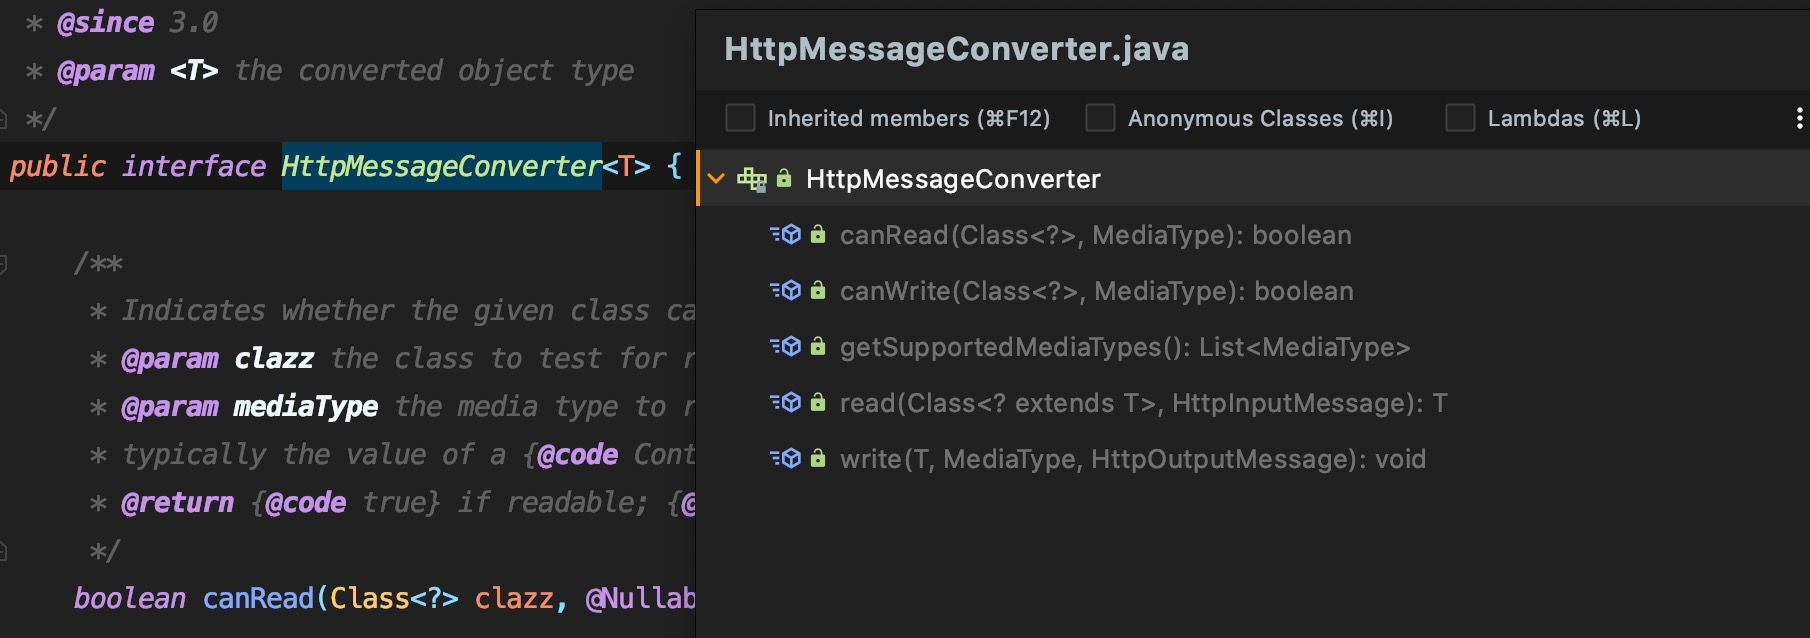 * @since 3.0
* @param <T> the converted object type
*/
public interface HttpMessageConverter<T> {
/**
* Indicates whether the given class ca
* @param clazz the class to test for r
* @param mediaType the media type to r
* typically the value of a {@code Cont
* @return {@code true} if readable; {@
*/
boolean canRead(Class<?> clazz, @Nullab
HttpMessageConverter.java
Inherited members (⌘F12) Anonymous Classes (⌘I) Lambdas (⌘L)
HttpMessageConverter
canRead(Class<?>, MediaType): boolean
canWrite(Class<?>, MediaType): boolean
getSupportedMediaTypes(): List<MediaType>
read(Class<? extends T>, HttpInputMessage): T
write(T, MediaType, HttpOutputMessage): void